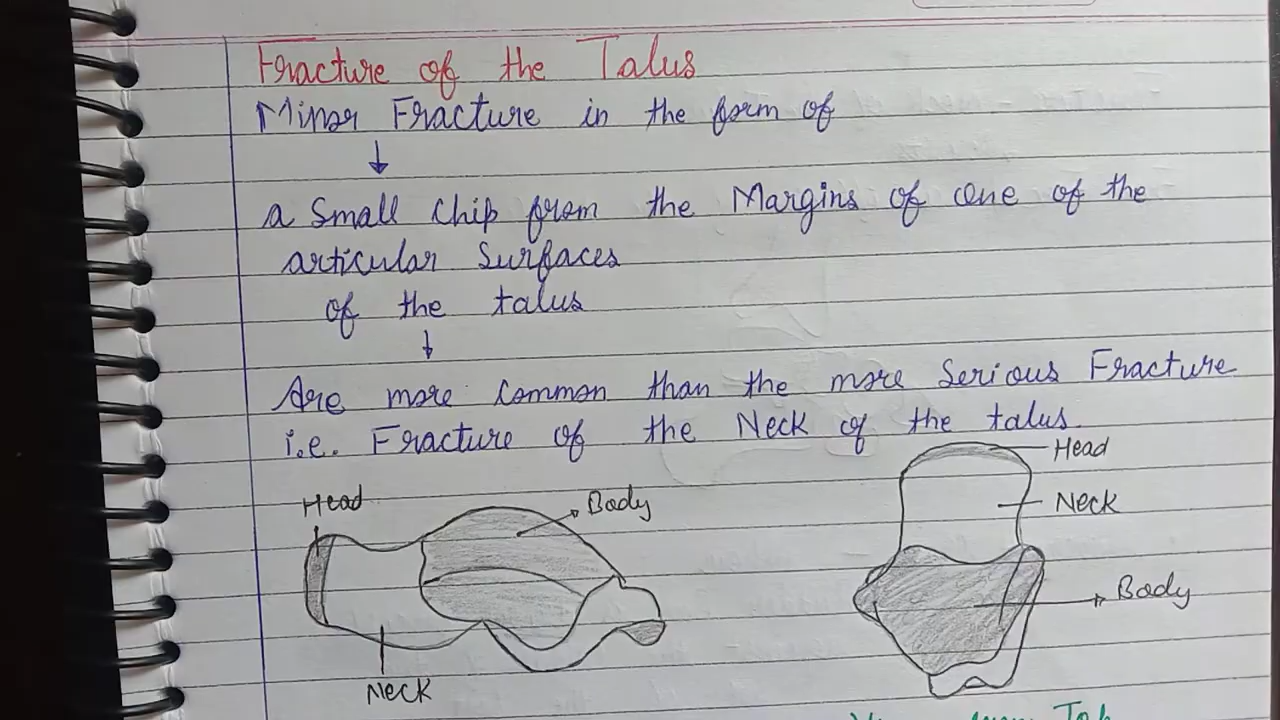 Fracture of the Talus
Minor Fracture in the form of
↓
a Small Chip from the Margins of one of the
articular Surfaces
of the talus
↓
Are more common than the more Serious Fracture
i.e. Fracture of the Neck of the talus.
Head
Body
Neck
Head
Neck
Body